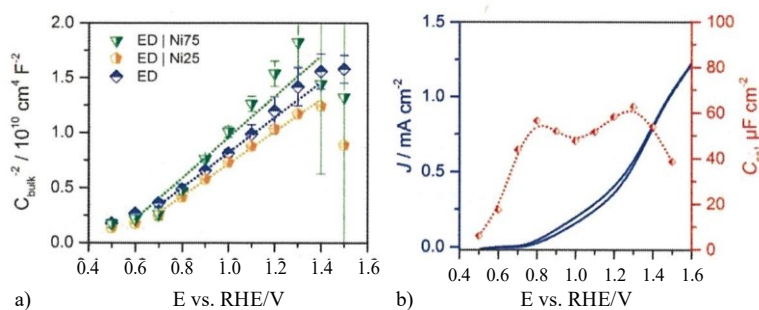 2.0
1.5
1.0
0.5
0.0
C_bulk^-2 / 10^10 cm^4 F^-2
ED | Ni75
ED | Ni25
ED
0.4 0.6 0.8 1.0 1.2 1.4 1.6
E vs. RHE/V
a)
1.5
1.0
0.5
0.0
J / mA cm^-2
100
80
60
40
20
0
μF cm^-2
0.4 0.6 0.8 1.0 1.2 1.4 1.6
E vs. RHE/V
b)